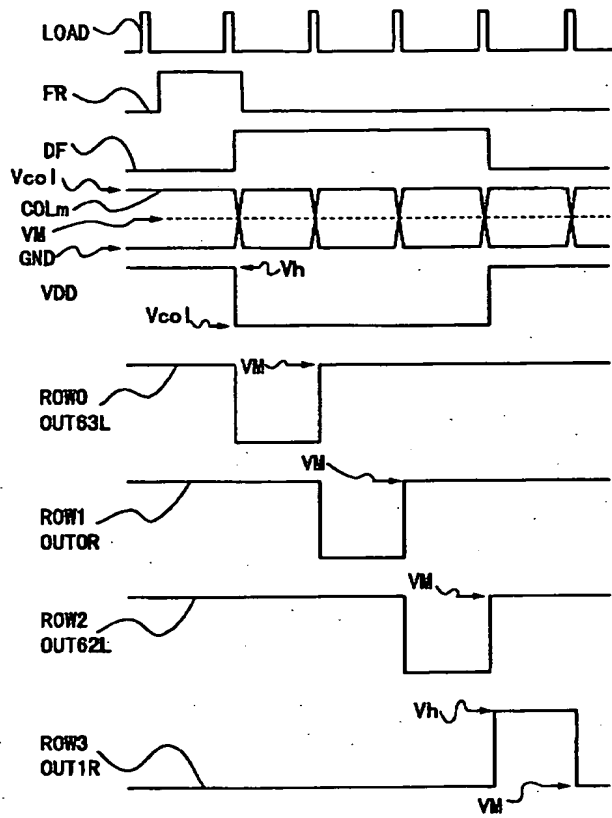 LOAD
FR
DF
Vcol
COLm
VM
GND
VDD
Vh
Vcol
VM
ROW0
OUT63L
VM
ROW1
OUT0R
VM
ROW2
OUT62L
Vh
ROW3
OUT1R
VM